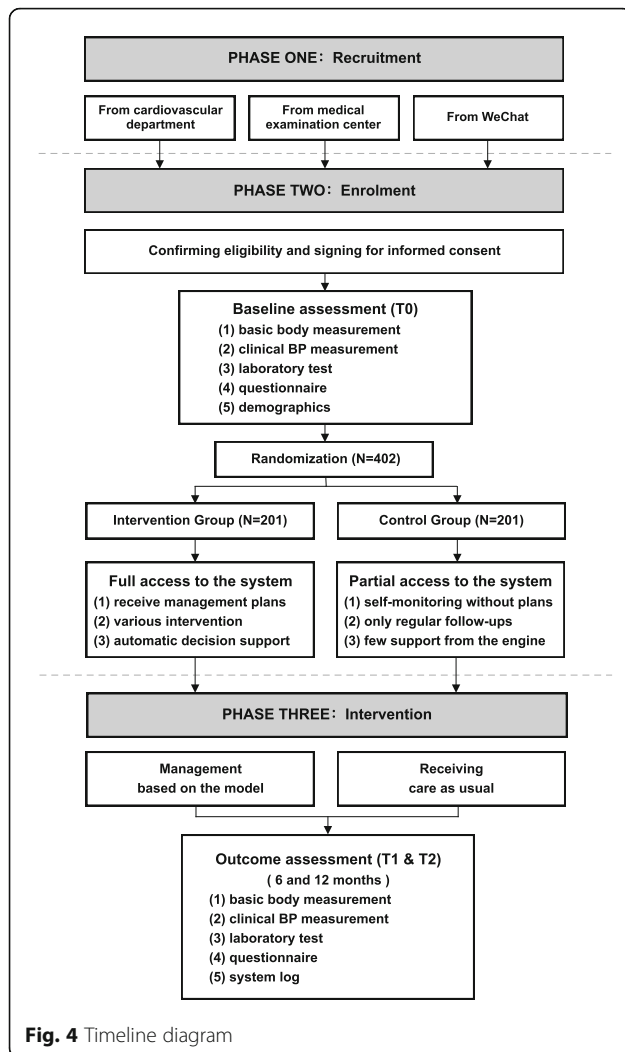 PHASE ONE: Recruitment
From cardiovascular
department
From medical
examination center
From WeChat
PHASE TWO: Enrolment
Confirming eligibility and signing for informed consent
Baseline assessment (T0)
(1) basic body measurement
(2) clinical BP measurement
(3) laboratory test
(4) questionnaire
(5) demographics
Randomization (N=402)
Intervention Group (N=201)
Control Group (N=201)
Full access to the system
(1) receive management plans
(2) various intervention
(3) automatic decision support
Partial access to the system
(1) self-monitoring without plans
(2) only regular follow-ups
(3) few support from the engine
PHASE THREE: Intervention
Management
based on the model
Receiving
care as usual
Outcome assessment (T1 & T2)
( 6 and 12 months )
(1) basic body measurement
(2) clinical BP measurement
(3) laboratory test
(4) questionnaire
(5) system log
Fig. 4 Timeline diagram